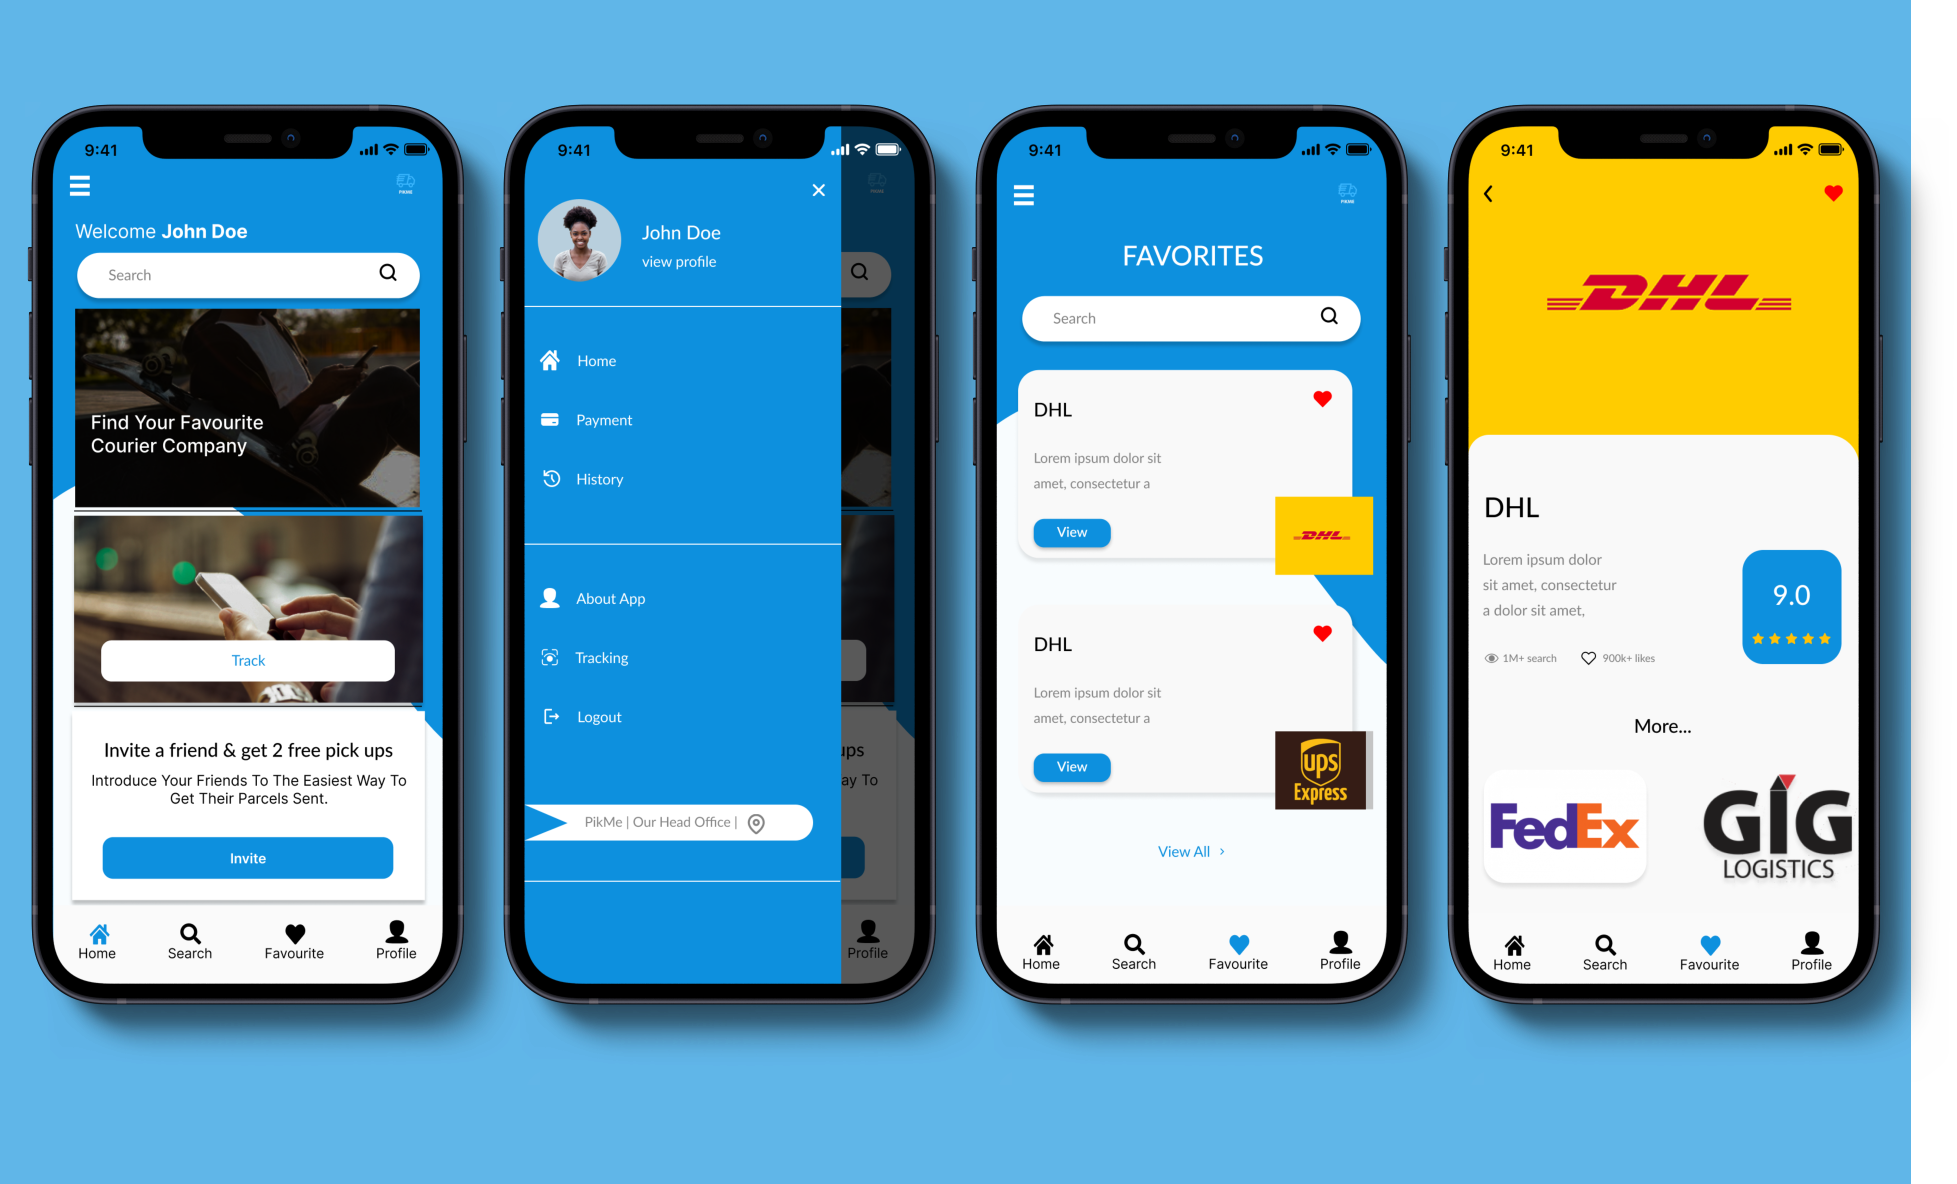 9:41
PIKME
Welcome John Doe
Search
Find Your Favourite
Courier Company
Track
Invite a friend & get 2 free pick ups
Introduce Your Friends To The Easiest Way To
Get Their Parcels Sent.
Invite
Home
Search
Favourite
Profile
9:41
John Doe
view profile
Home
Payment
History
About App
Tracking
Logout
PikMe | Our Head Office |
ups
ay To
Profile
9:41
PIKME
FAVORITES
Search
DHL
Lorem ipsum dolor sit
amet, consectetur a
View
DHL
DHL
Lorem ipsum dolor sit
amet, consectetur a
View
ups
Express
View All >
Home
Search
Favourite
Profile
9:41
DHL
DHL
Lorem ipsum dolor
sit amet, consectetur
a dolor sit amet,
9.0
1M+ search
900k+ likes
More...
FedEx
GIG
LOGISTICS
Home
Search
Favourite
Profile